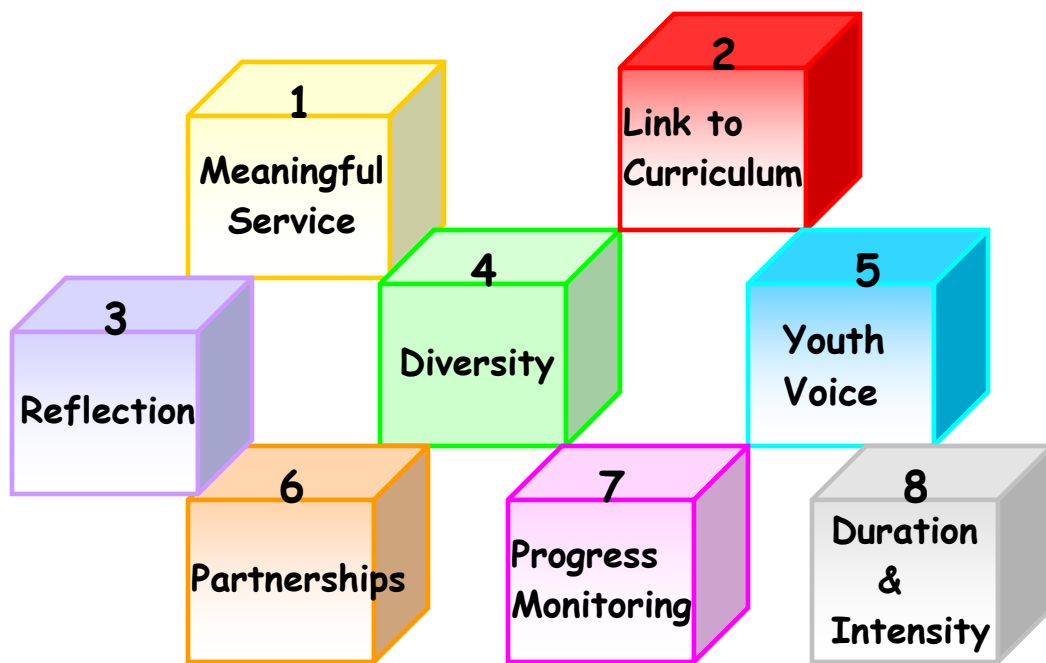 1
Meaningful
Service
2
Link to
Curriculum
3
Reflection
4
Diversity
5
Youth
Voice
6
Partnerships
7
Progress
Monitoring
8
Duration
&
Intensity